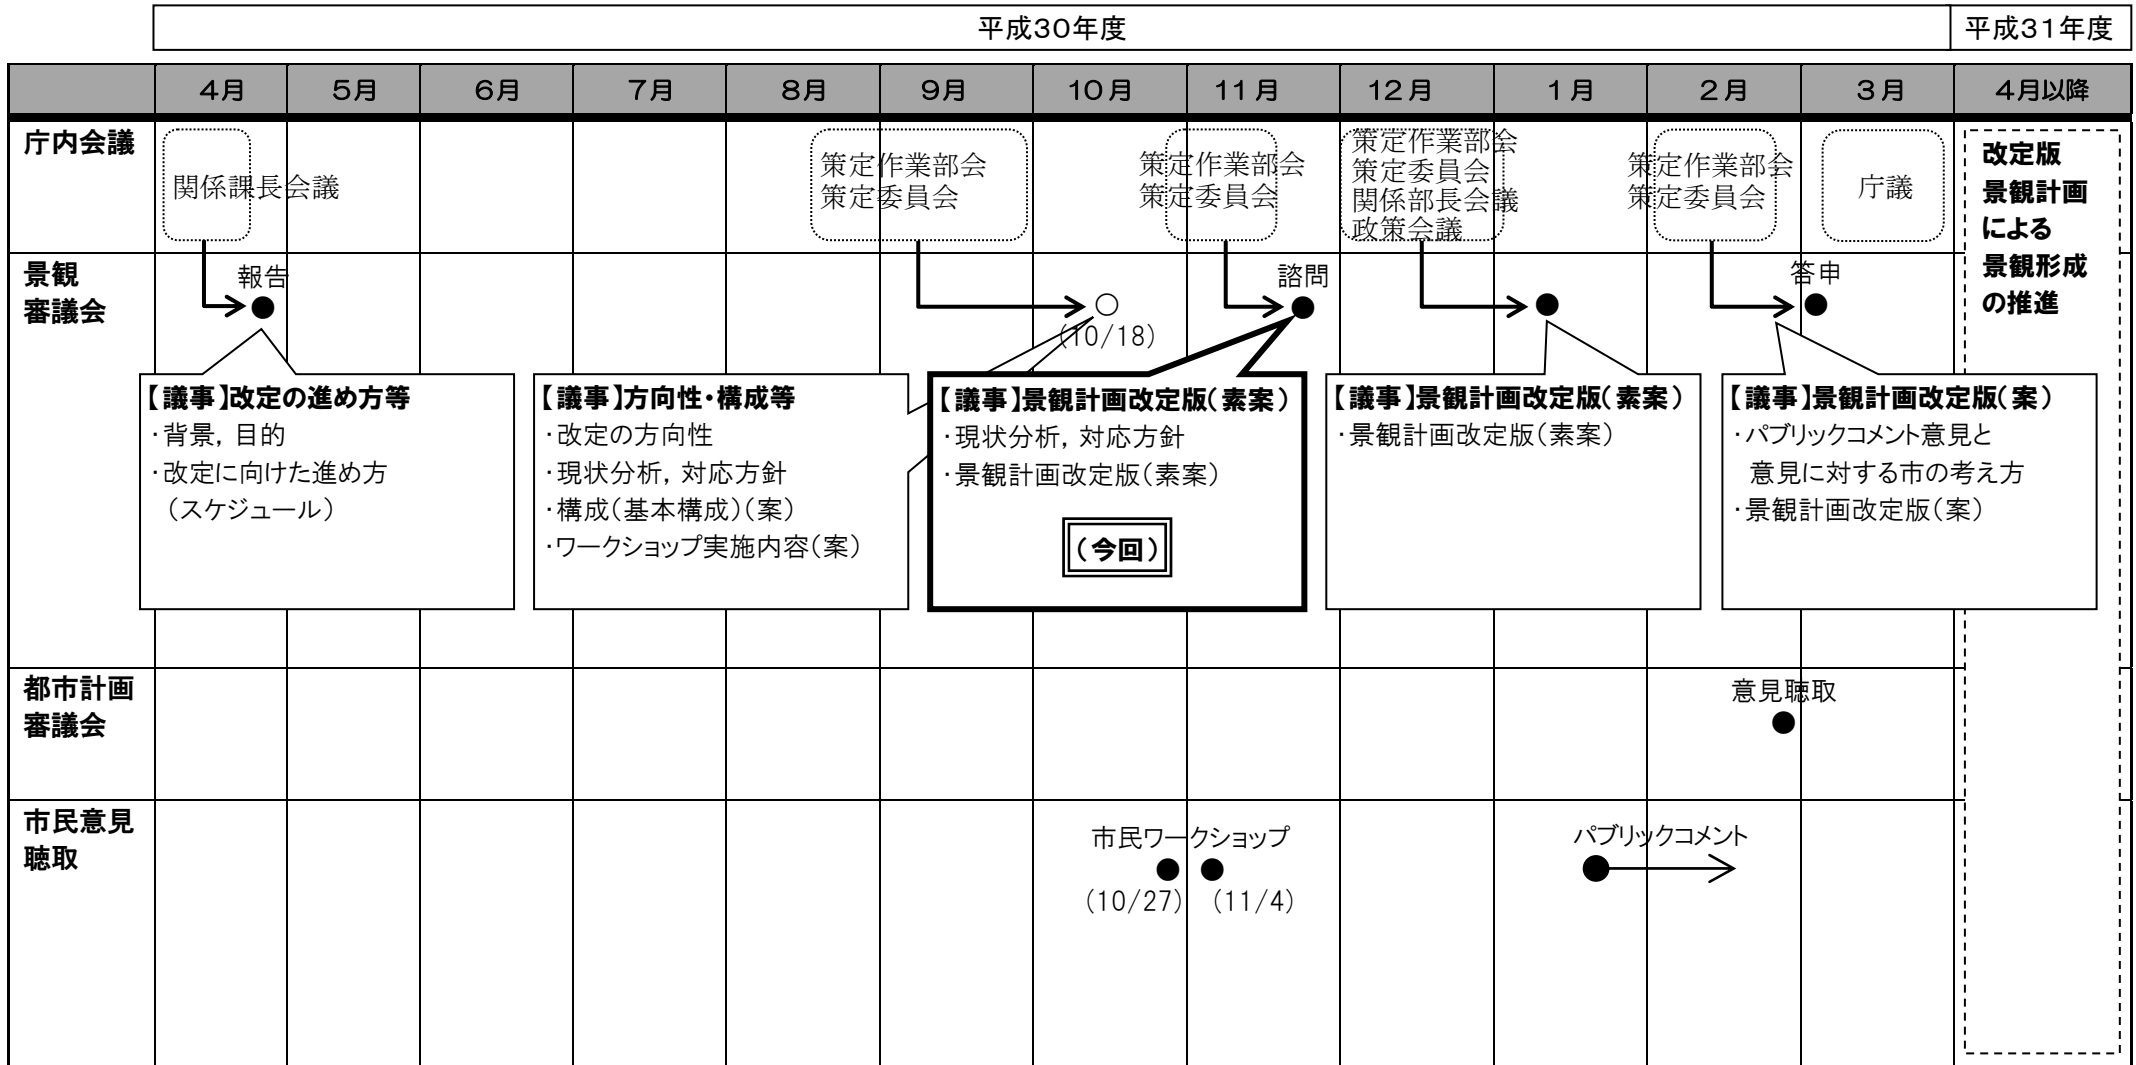 平成30年度
平成31年度
4月
5月
6月
7月
8月
9月
10月
11月
12月
1月
2月
3月
4月以降
庁内会議
関係課長会議
策定作業部会
策定委員会
策定作業部会
策定委員会
策定作業部会
策定委員会
関係部長会議
政策会議
策定作業部会
策定委員会
庁議
改定版
景観計画
による
景観形成
の推進
景観
審議会
報告
(10/18)
諮問
答申
【議事】改定の進め方等
・背景，目的
・改定に向けた進め方
（スケジュール）
【議事】方向性・構成等
・改定の方向性
・現状分析，対応方針
・構成（基本構成）（案）
・ワークショップ実施内容（案）
【議事】景観計画改定版（素案）
・現状分析，対応方針
・景観計画改定版（素案）
（今回）
【議事】景観計画改定版（素案）
・景観計画改定版（素案）
【議事】景観計画改定版（案）
・パブリックコメント意見と
意見に対する市の考え方
・景観計画改定版（案）
都市計画
審議会
意見聴取
市民意見
聴取
市民ワークショップ
(10/27)
(11/4)
パブリックコメント